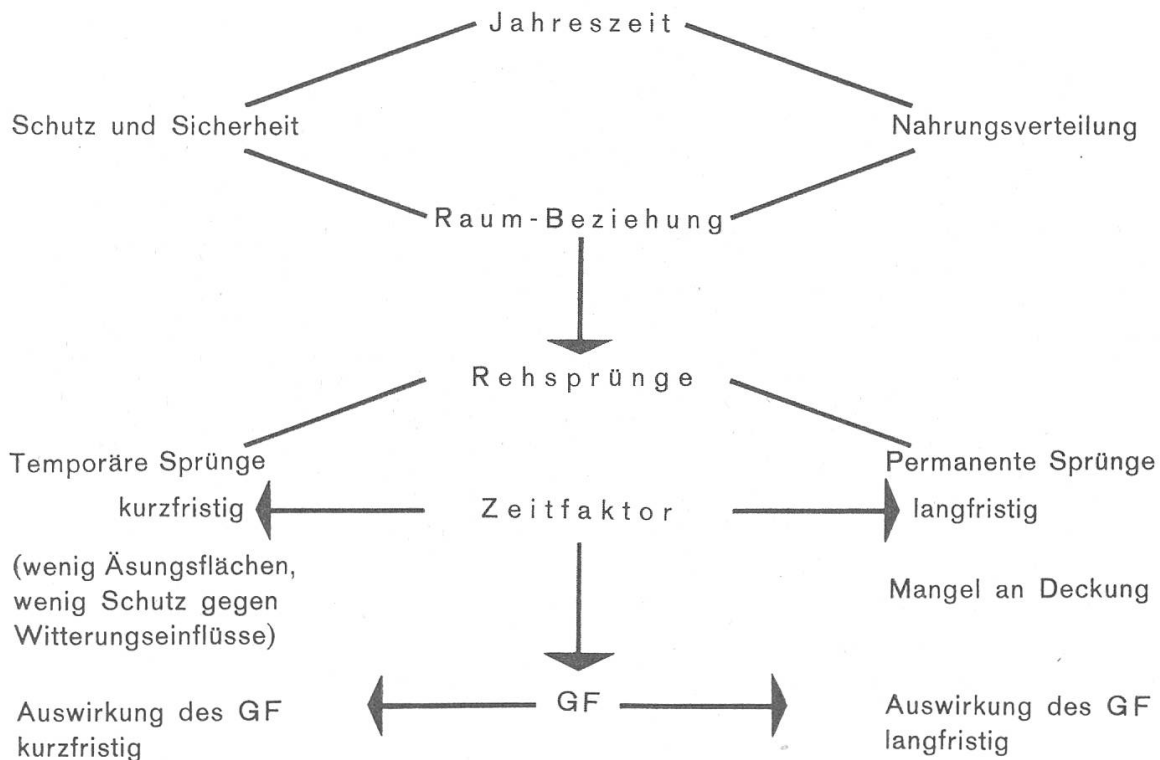 Jahreszeit
Schutz und Sicherheit
Nahrungsverteilung
Raum-Beziehung
Rehsprünge
Temporäre Sprünge
Permanente Sprünge
kurzfristig
Zeitfaktor
langfristig
(wenig Äsungsflächen,
wenig Schutz gegen
Witterungseinflüsse)
Mangel an Deckung
GF
Auswirkung des GF
kurzfristig
Auswirkung des GF
langfristig